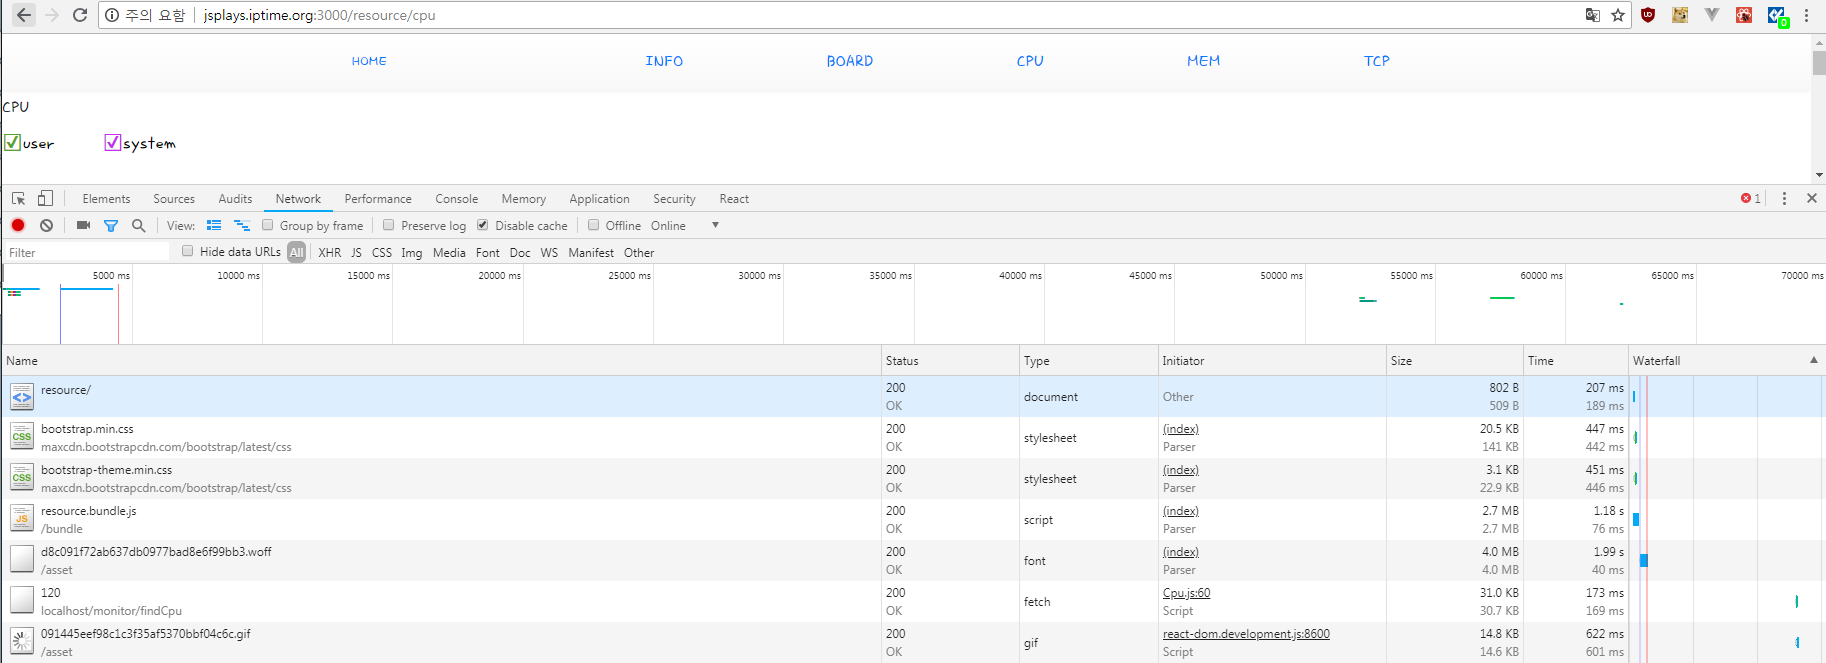 주의 요함 jsplays.iptime.org:3000/resource/cpu
0
HOME INFO BOARD CPU MEM TCP
CPU
user system
Elements Sources Audits Network Performance Console Memory Application Security React 1
View: Group by frame Preserve log Disable cache Offline Online
Filter Hide data URLs All XHR JS CSS Img Media Font Doc WS Manifest Other
5000 ms 10000 ms 15000 ms 20000 ms 25000 ms 30000 ms 35000 ms 40000 ms 45000 ms 50000 ms 55000 ms 60000 ms 65000 ms 70000 ms
Name Status Type Initiator Size Time Waterfall
resource/ 200 document Other 802 B 207 ms
OK 509 B 189 ms
bootstrap.min.css 200 stylesheet (index) 20.5 KB 447 ms
maxcdn.bootstrapcdn.com/bootstrap/latest/css OK Parser 141 KB 442 ms
bootstrap-theme.min.css 200 stylesheet (index) 3.1 KB 451 ms
maxcdn.bootstrapcdn.com/bootstrap/latest/css OK Parser 22.9 KB 446 ms
resource.bundle.js 200 script (index) 2.7 MB 1.18 s
/bundle OK Parser 2.7 MB 76 ms
d8c091f72ab637db0977bad8e6f99bb3.woff 200 font (index) 4.0 MB 1.99 s
/asset OK Parser 4.0 MB 40 ms
120 200 fetch Cpu.js:60 31.0 KB 173 ms
localhost/monitor/findCpu OK Script 30.7 KB 169 ms
091445eef98c1c3f35af5370bbf04c6c.gif 200 gif react-dom.development.js:8600 14.8 KB 622 ms
/asset OK Script 14.6 KB 601 ms